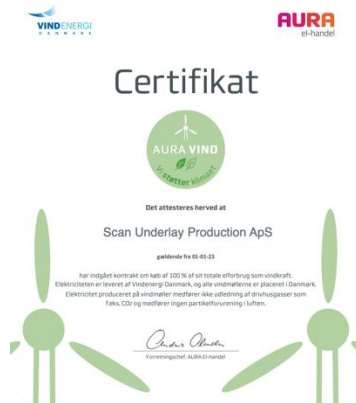 VINDENERGI
DANMARK
AURA
el-handel
Certifikat
AURA VIND
Vi støtter klimaet
Det attesteres herved at
Scan Underlay Production ApS
gældende fra 01-01-23
har indgået kontrakt om køb af 100 % af sit totale elforbrug som vindkraft.
Elektriciteten er leveret af Vindenergi Danmark, og alle vindmøllerne er placeret i Danmark.
Elektricitet produceret på vindmøller medfører ikke udledning af drivhusgasser som
f.eks. CO₂ og medfører ingen partikelforurening i luften.
Forretningschef, AURA El-handel